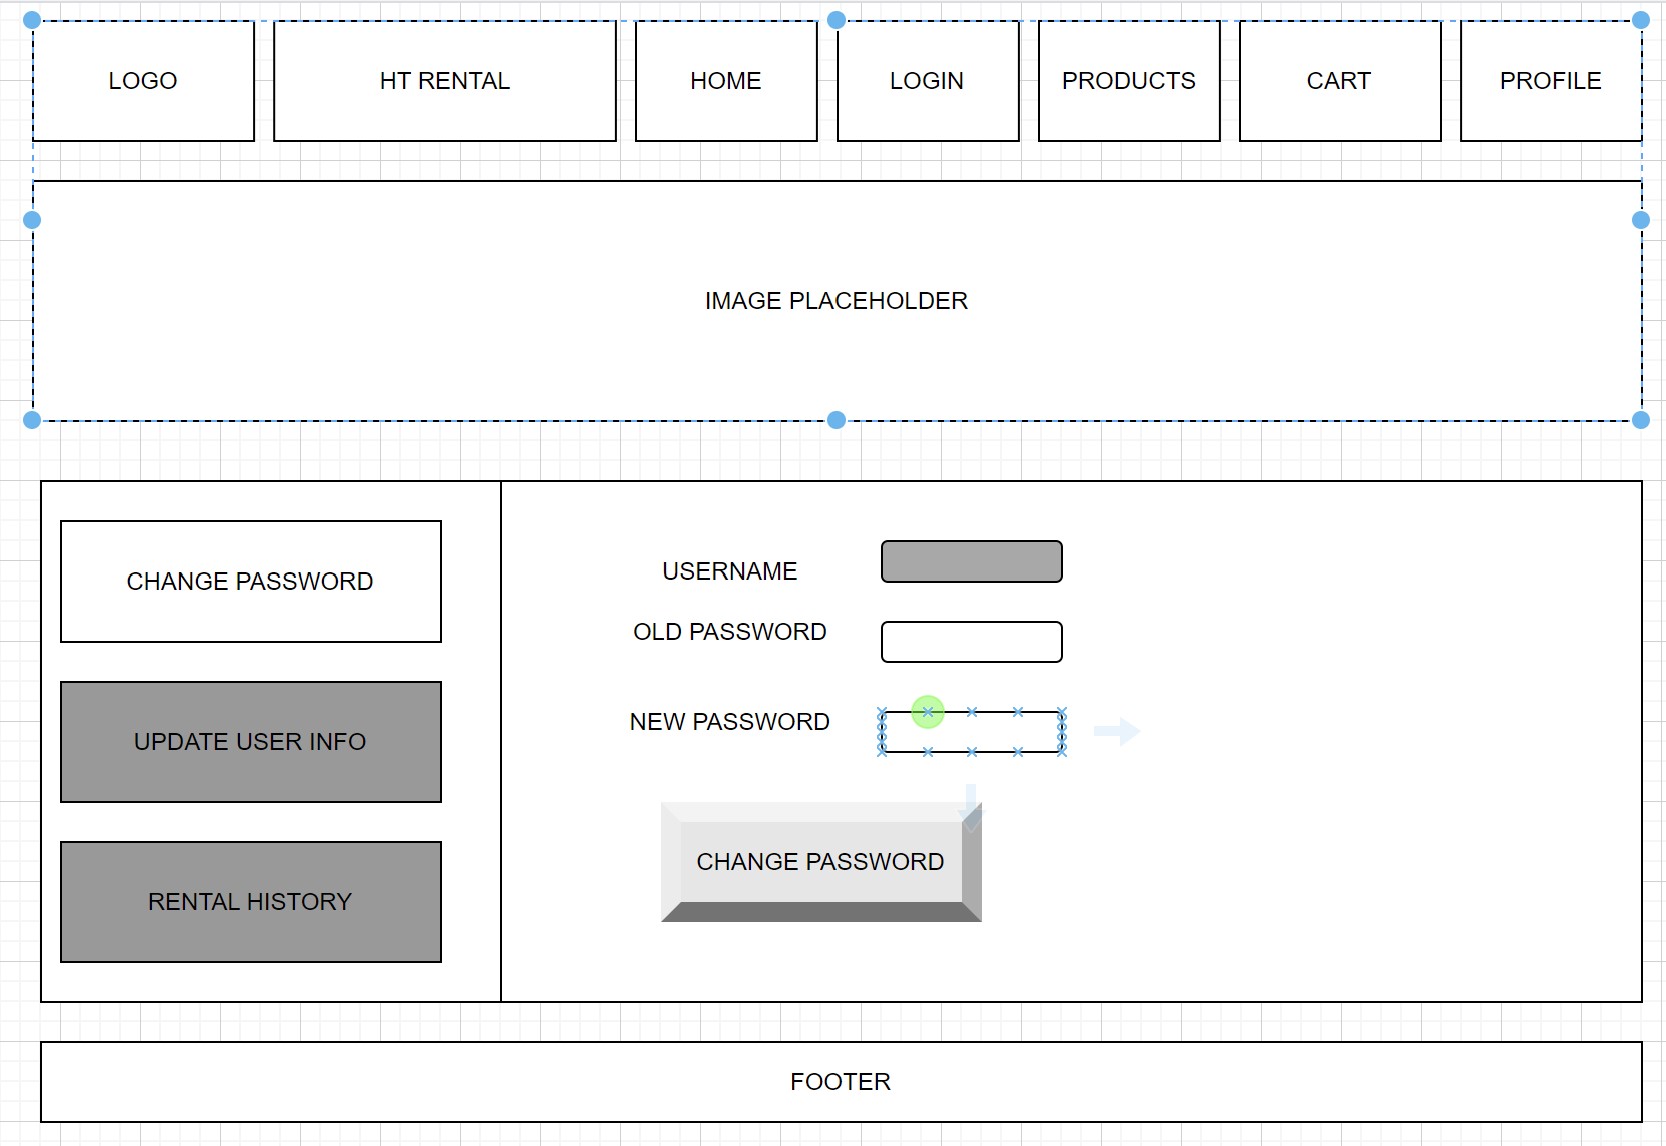 LOGO
HT RENTAL
HOME
LOGIN
PRODUCTS
CART
PROFILE
IMAGE PLACEHOLDER
CHANGE PASSWORD
UPDATE USER INFO
RENTAL HISTORY
USERNAME
OLD PASSWORD
NEW PASSWORD
CHANGE PASSWORD
FOOTER